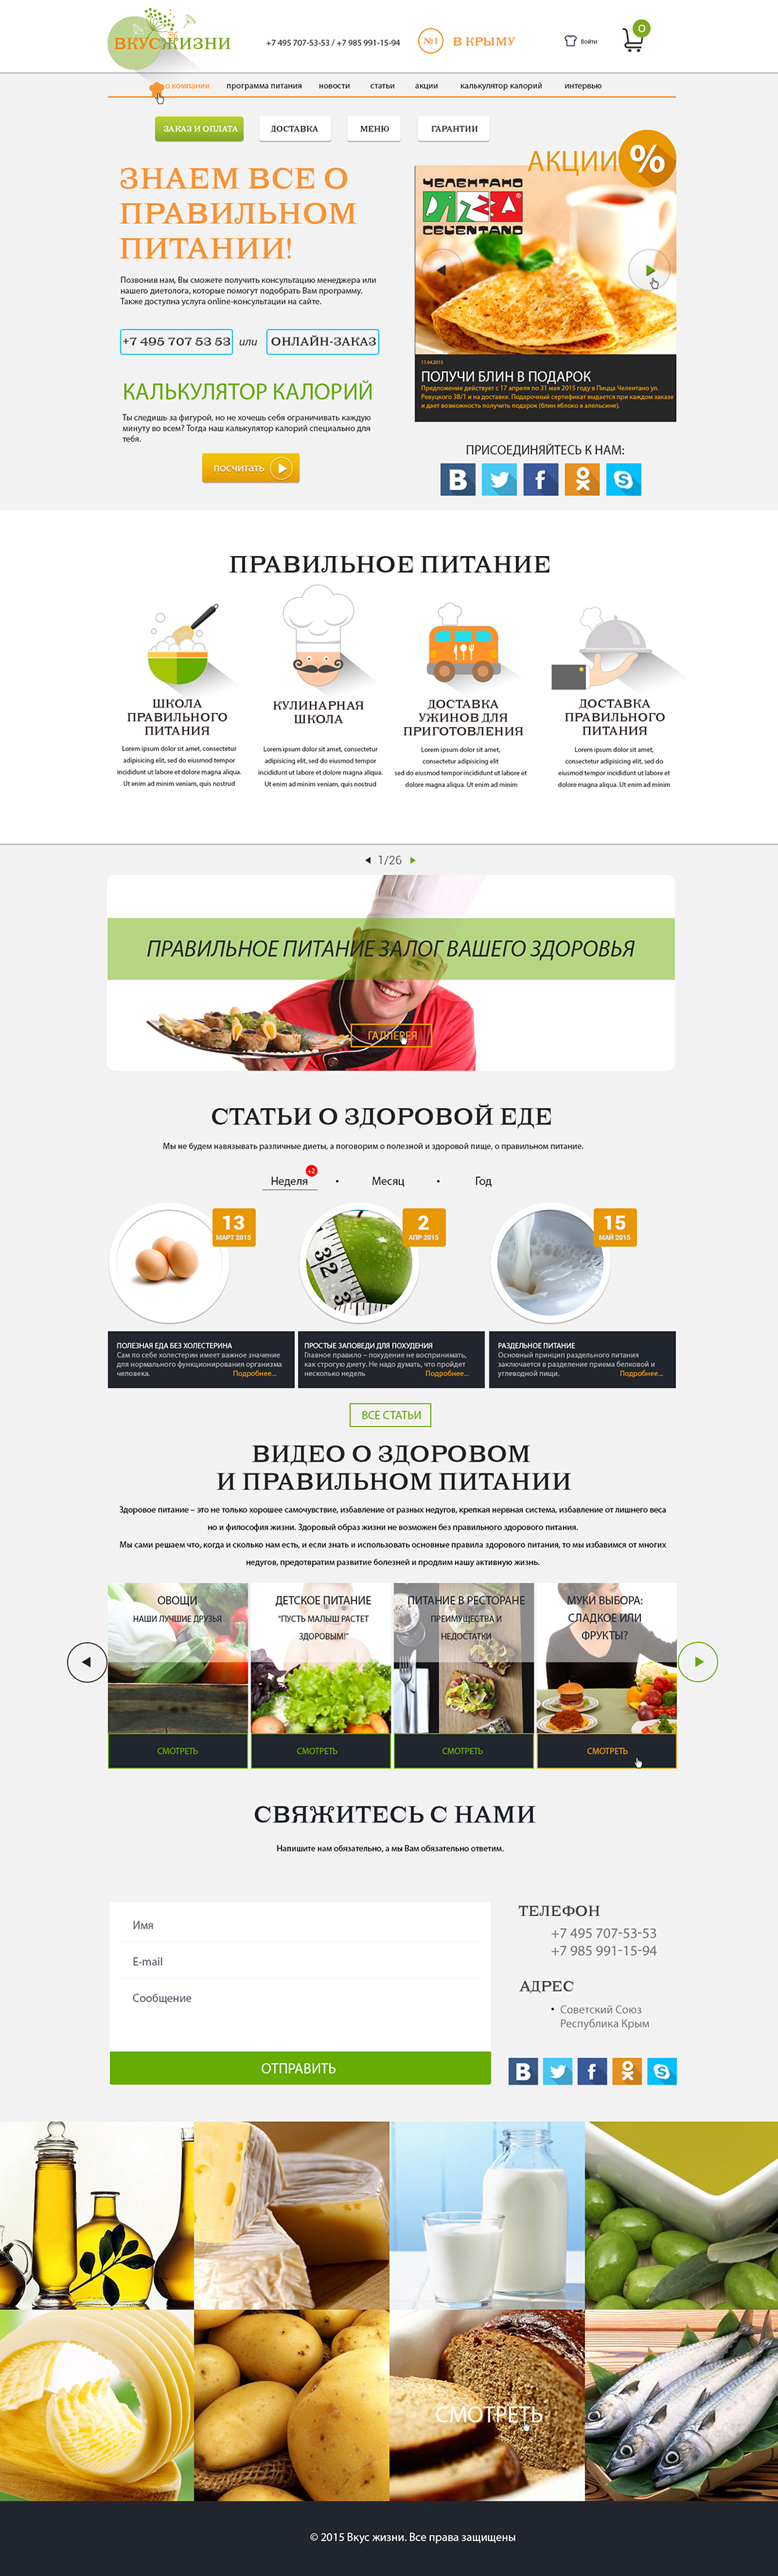 ВКУСЖИЗНИ
+7 495 707-53-53 / +7 985 991-15-94
№1
В КРЫМУ
Войти
0
о компании программа питания новости статьи акции калькулятор калорий интервью
ЗАКАЗ И ОПЛАТА ДОСТАВКА МЕНЮ ГАРАНТИИ
АКЦИИ %
ЗНАЕМ ВСЕ О
ПРАВИЛЬНОМ
ПИТАНИИ!
Позвонив нам, Вы сможете получить консультацию менеджера или
нашего диетолога, которые помогут подобрать Вам программу.
Также доступна услуга online-консультации на сайте.
+7 495 707 53 53 или ОНЛАЙН-ЗАКАЗ
КАЛЬКУЛЯТОР КАЛОРИЙ
Ты следишь за фигурой, но не хочешь себя ограничивать каждую
минуту во всем? Тогда наш калькулятор калорий специально для
тебя.
посчитать
ЧЕЛЕНТАНО
PIZZA
CELENTANO
17.04.2015
ПОЛУЧИ БЛИН В ПОДАРОК
Предложение действует с 17 апреля по 31 мая 2015 году в Пицца Челентано ул.
Ревуцкого 38/1 и на доставке. Подарочный сертификат выдается при каждом заказе
и дает возможность получить подарок (блин яблоко в апельсине).
ПРИСОЕДИНЯЙТЕСЬ К НАМ:
ПРАВИЛЬНОЕ ПИТАНИЕ
ШКОЛА
ПРАВИЛЬНОГО
ПИТАНИЯ
Lorem ipsum dolor sit amet, consectetur
adipisicing elit, sed do eiusmod tempor
incididunt ut labore et dolore magna aliqua.
Ut enim ad minim veniam, quis nostrud
КУЛИНАРНАЯ
ШКОЛА
Lorem ipsum dolor sit amet, consectetur
adipisicing elit, sed do eiusmod tempor
incididunt ut labore et dolore magna aliqua.
Ut enim ad minim veniam, quis nostrud
ДОСТАВКА
УЖИНОВ ДЛЯ
ПРИГОТОВЛЕНИЯ
Lorem ipsum dolor sit amet,
consectetur adipisicing elit
sed do eiusmod tempor incididunt ut labore et
dolore magna aliqua. Ut enim ad minim
ДОСТАВКА
ПРАВИЛЬНОГО
ПИТАНИЯ
Lorem ipsum dolor sit amet,
consectetur adipisicing elit, sed do
eiusmod tempor incididunt ut labore et
dolore magna aliqua. Ut enim ad minim
1/26
ПРАВИЛЬНОЕ ПИТАНИЕ ЗАЛОГ ВАШЕГО ЗДОРОВЬЯ
ГАЛЛЕРЕЯ
СТАТЬИ О ЗДОРОВОЙ ЕДЕ
Мы не будем навязывать различные диеты, а поговорим о полезной и здоровой пище, о правильном питание.
Неделя +2 • Месяц • Год
13
МАРТ 2015
2
АПР 2015
15
МАЙ 2015
ПОЛЕЗНАЯ ЕДА БЕЗ ХОЛЕСТЕРИНА
Сам по себе холестерин имеет важное значение
для нормального функционирования организма
человека. Подробнее...
ПРОСТЫЕ ЗАПОВЕДИ ДЛЯ ПОХУДЕНИЯ
Главное правило – похудение не воспринимать,
как строгую диету. Не надо думать, что пройдет
несколько недель Подробнее...
РАЗДЕЛЬНОЕ ПИТАНИЕ
Основный принцип раздельного питания
заключается в разделение приема белковой и
углеводной пищи. Подробнее...
ВСЕ СТАТЬИ
ВИДЕО О ЗДОРОВОМ
И ПРАВИЛЬНОМ ПИТАНИИ
Здоровое питание – это не только хорошее самочувствие, избавление от разных недугов, крепкая нервная система, избавление от лишнего веса
но и философия жизни. Здоровый образ жизни не возможен без правильного здорового питания.
Мы сами решаем что, когда и сколько нам есть, и если знать и использовать основные правила здорового питания, то мы избавимся от многих
недугов, предотвратим развитие болезней и продлим нашу активную жизнь.
ОВОЩИ
НАШИ ЛУЧШИЕ ДРУЗЬЯ
СМОТРЕТЬ
ДЕТСКОЕ ПИТАНИЕ
"ПУСТЬ МАЛЫШ РАСТЕТ
ЗДОРОВЫМ!"
СМОТРЕТЬ
ПИТАНИЕ В РЕСТОРАНЕ
ПРЕИМУЩЕСТВА И
НЕДОСТАТКИ
СМОТРЕТЬ
МУКИ ВЫБОРА:
СЛАДКОЕ ИЛИ
ФРУКТЫ?
СМОТРЕТЬ
СВЯЖИТЕСЬ С НАМИ
Напишите нам обязательно, а мы Вам обязательно ответим.
Имя
E-mail
Сообщение
ОТПРАВИТЬ
ТЕЛЕФОН
+7 495 707-53-53
+7 985 991-15-94
АДРЕС
• Советский Союз
Республика Крым
СМОТРЕТЬ
© 2015 Вкус жизни. Все права защищены